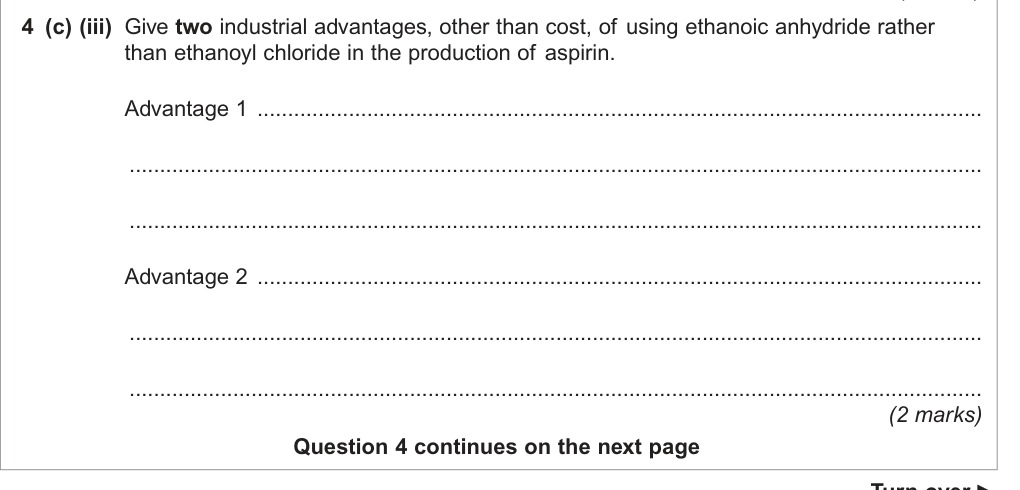 4 (c) (iii) Give two industrial advantages, other than cost, of using ethanoic anhydride rather
than ethanoyl chloride in the production of aspirin.
Advantage 1 ........................................................................................................................
............................................................................................................................................
............................................................................................................................................
Advantage 2 ........................................................................................................................
............................................................................................................................................
............................................................................................................................................
(2 marks)
Question 4 continues on the next page